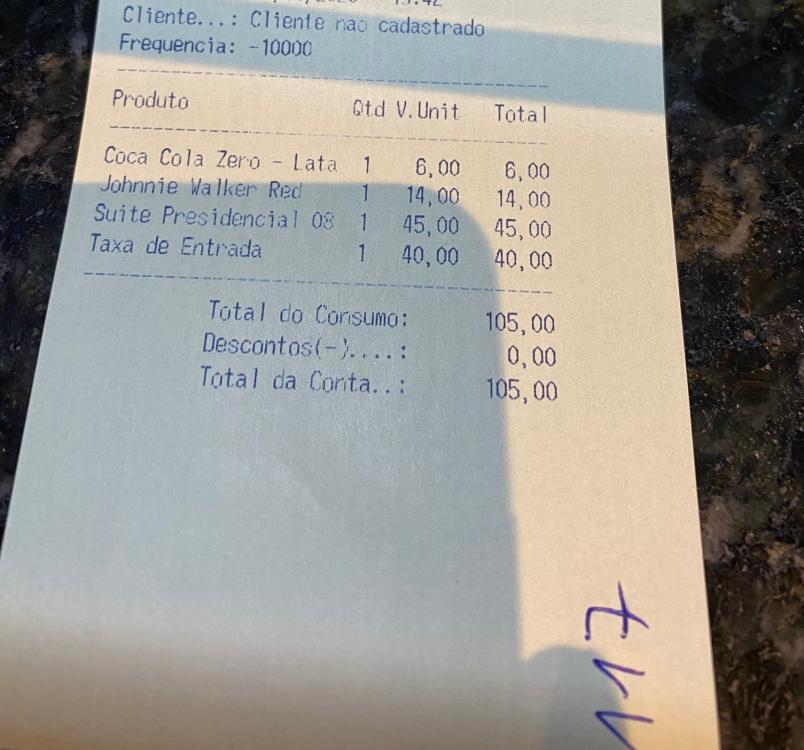 Cliente...: Cliente nao cadastrado
Frequencia: -10000
Produto Qtd V.Unit Total
Coca Cola Zero - Lata 1 6,00 6,00
Johnnie Walker Red 1 14,00 14,00
Suite Presidencial 08 1 45,00 45,00
Taxa de Entrada 1 40,00 40,00
Total do Consumo: 105,00
Descontos(-)....: 0,00
Total da Conta..: 105,00